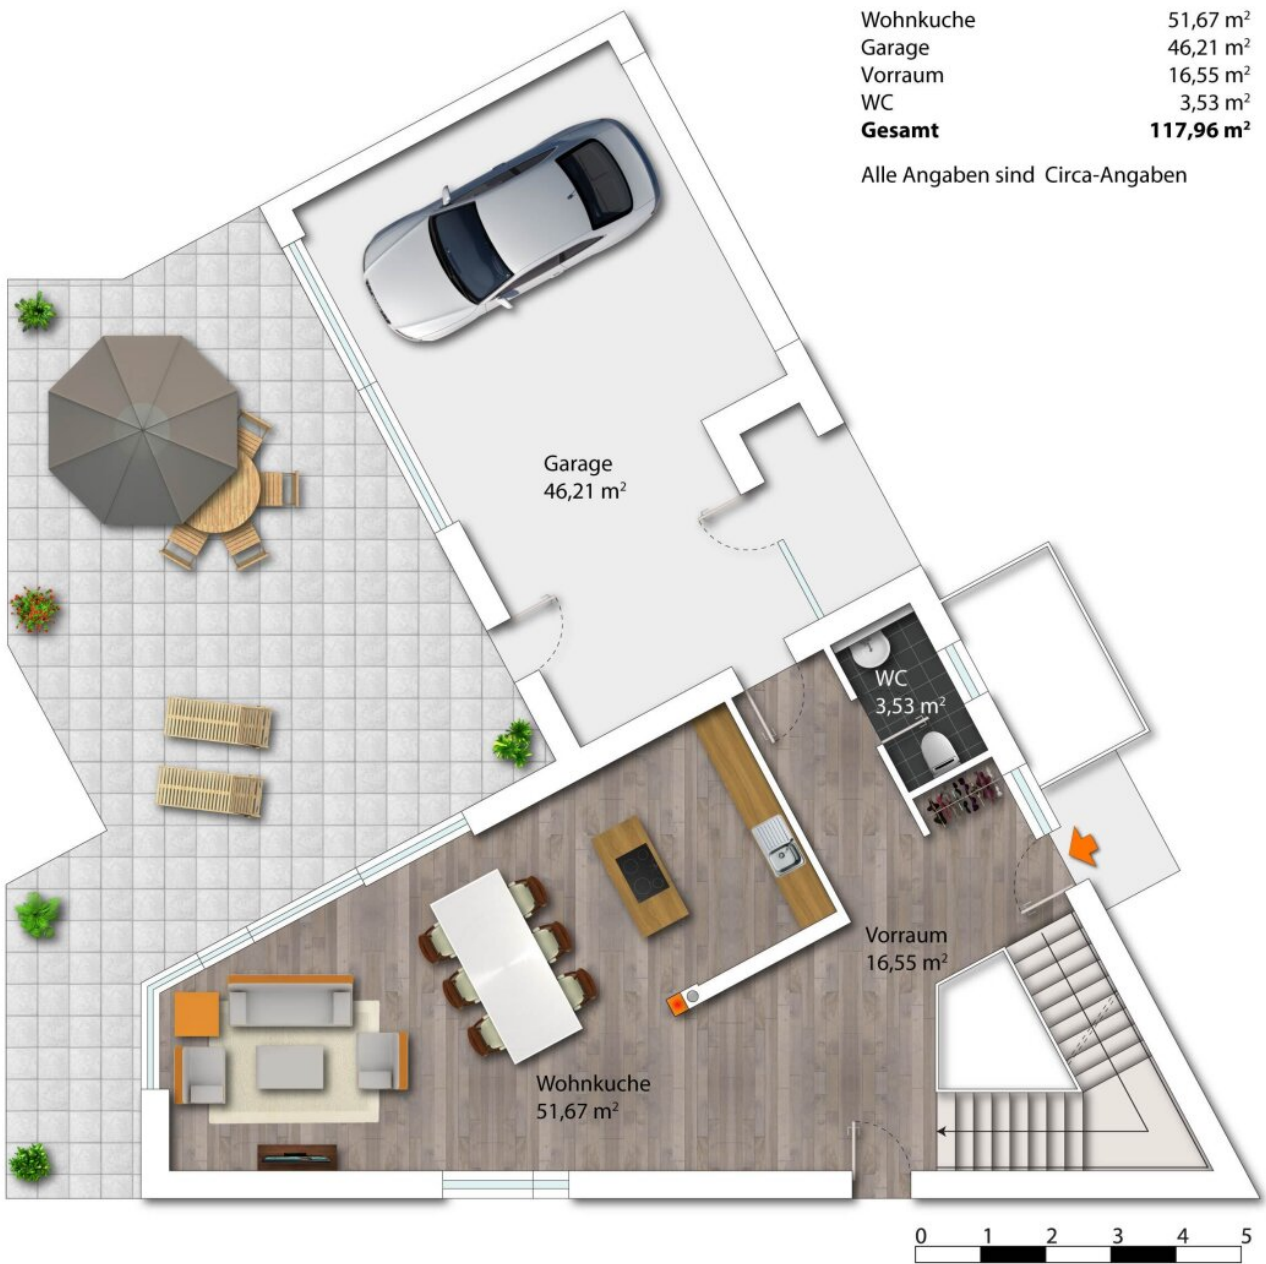 Wohnkuche 51,67 m²
Garage 46,21 m²
Vorraum 16,55 m²
WC 3,53 m²
Gesamt 117,96 m²
Alle Angaben sind Circa-Angaben
Garage
46,21 m²
WC
3,53 m²
Vorraum
16,55 m²
Wohnkuche
51,67 m²
0 1 2 3 4 5